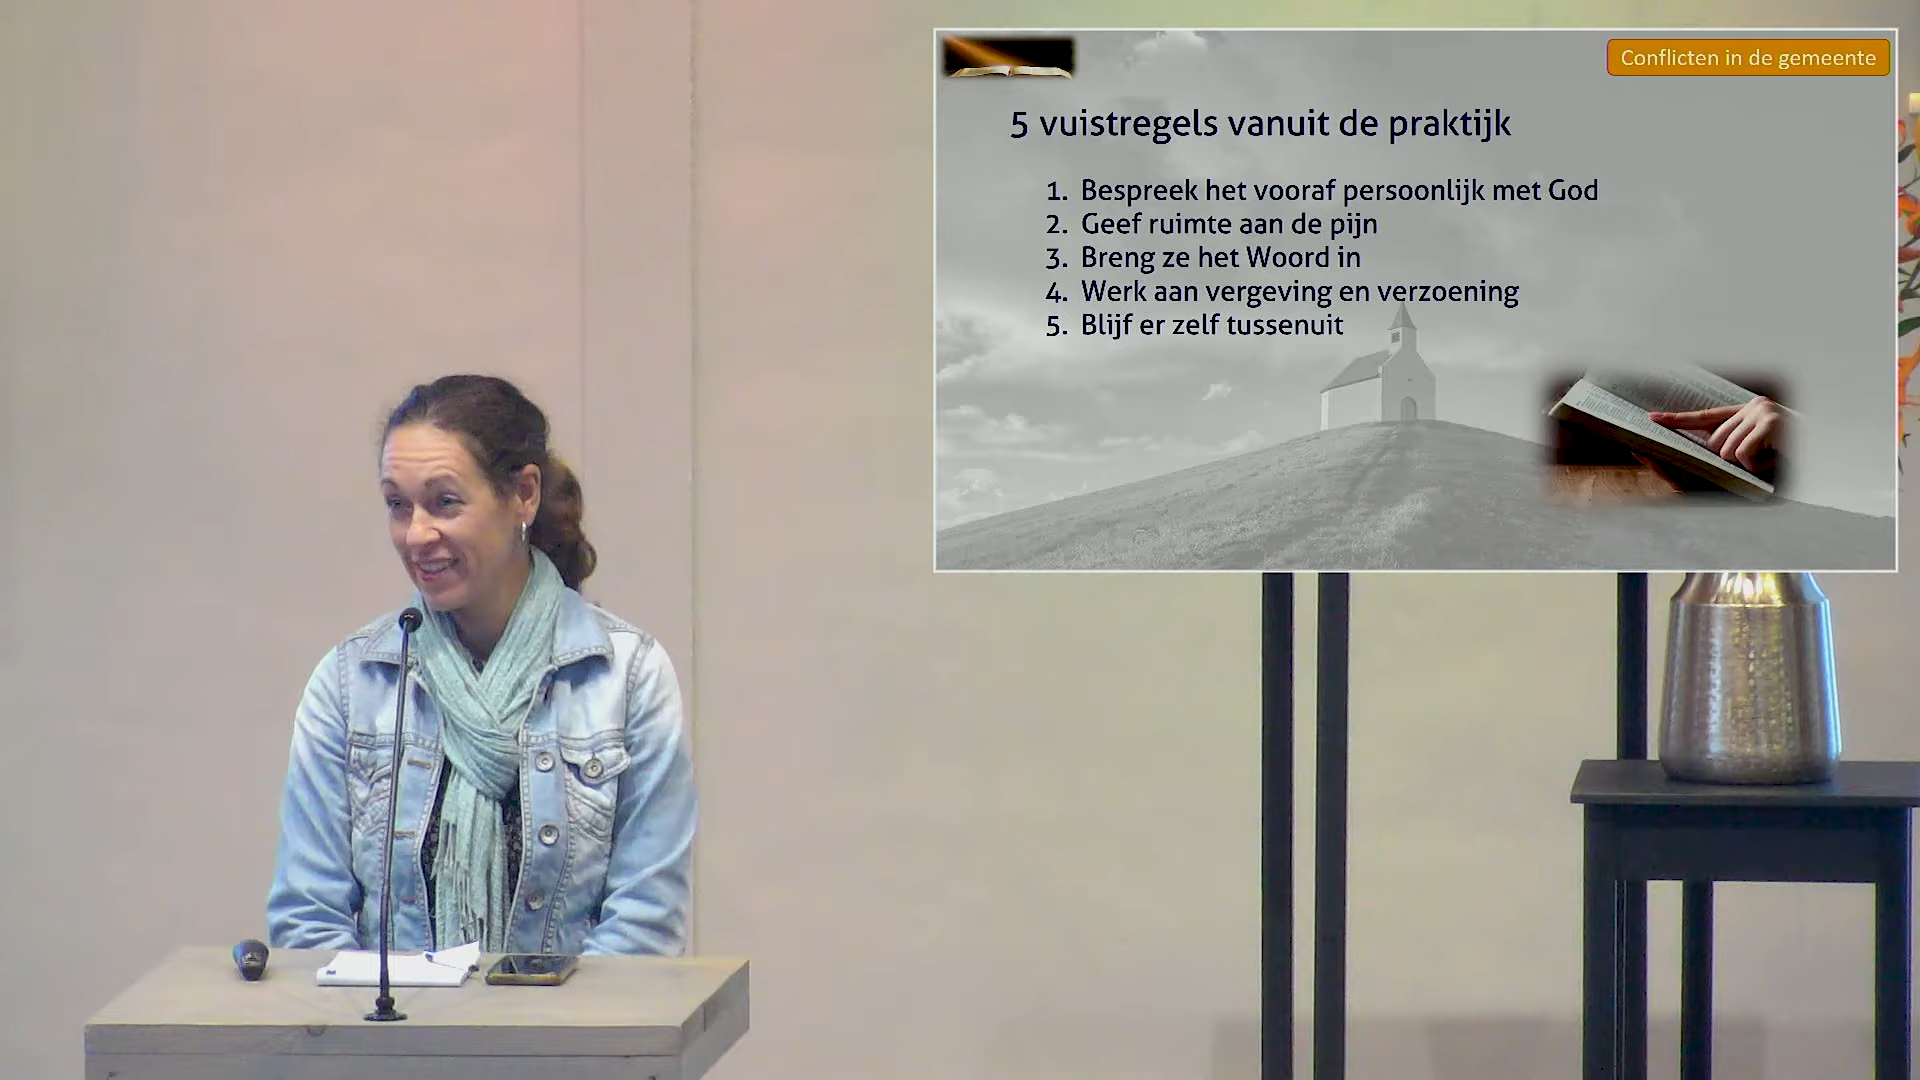 Conflicten in de gemeente
5 vuistregels vanuit de praktijk
1. Bespreek het vooraf persoonlijk met God
2. Geef ruimte aan de pijn
3. Breng ze het Woord in
4. Werk aan vergeving en verzoening
5. Blijf er zelf tussenuit